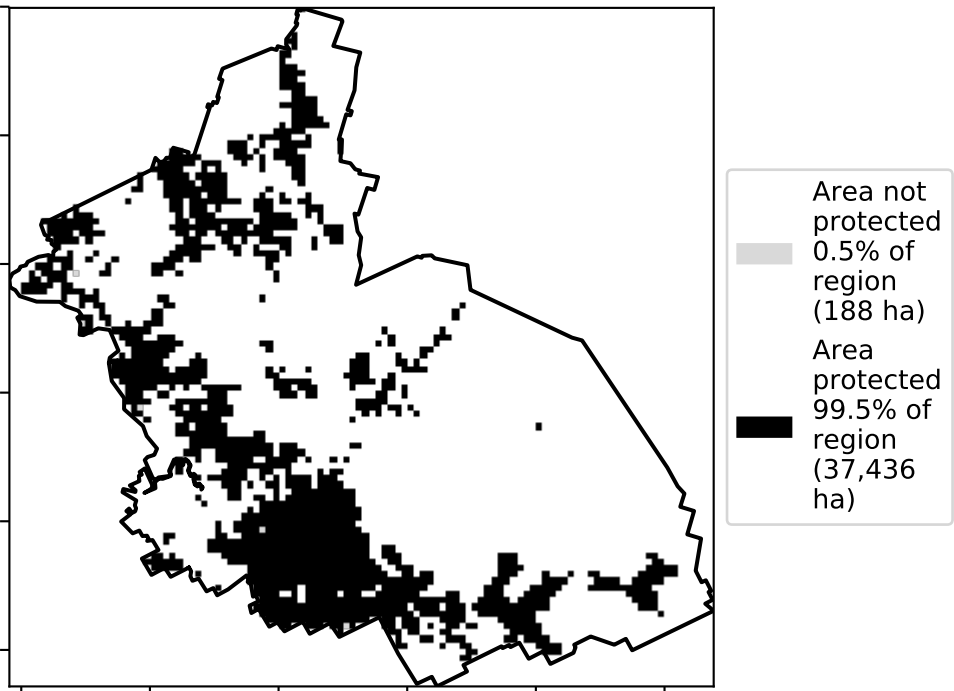 Area not
protected
0.5% of
region
(188 ha)
Area
protected
99.5% of
region
(37,436
ha)